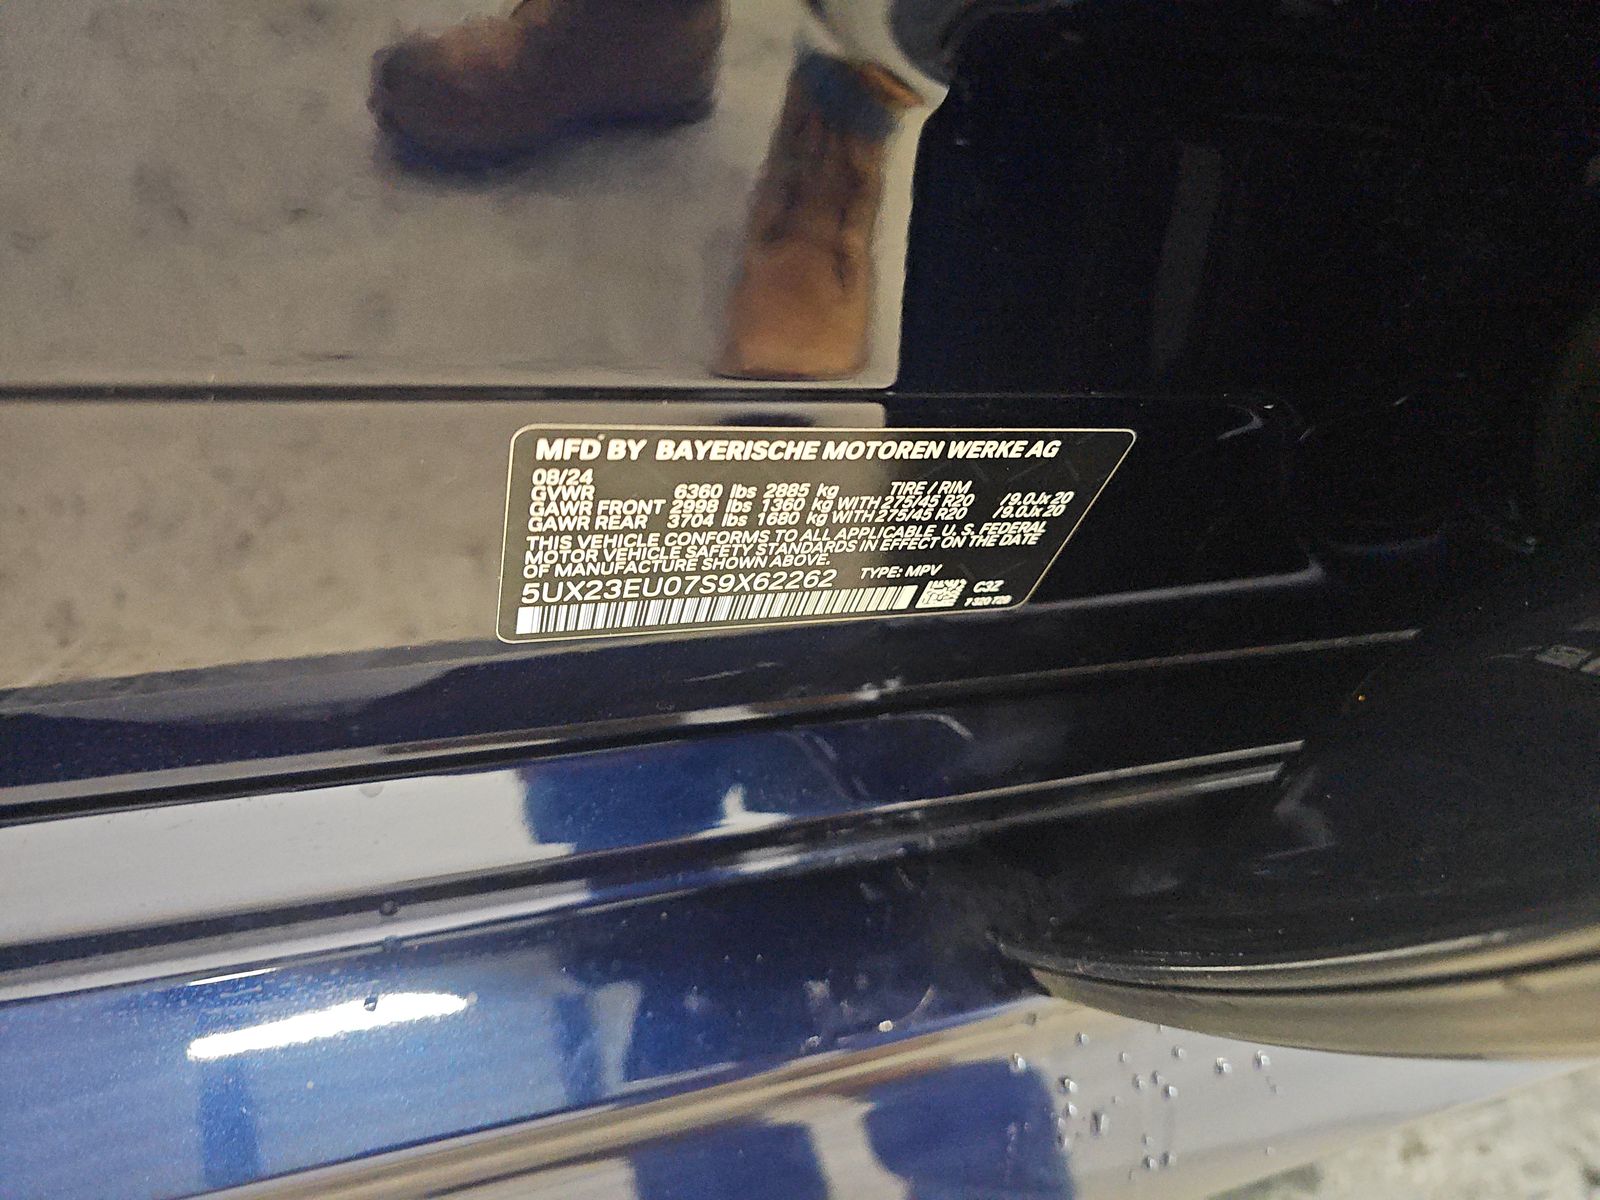 MFD BY BAYERISCHE MOTOREN WERKE AG
08/24
GVWR 6360 lbs 2885 kg TIRE / RIM
GAWR FRONT 2998 lbs 1360 kg WITH 275/45 R20 / 9.0Jx20
GAWR REAR 3704 lbs 1680 kg WITH 275/45 R20 / 9.0Jx20
THIS VEHICLE CONFORMS TO ALL APPLICABLE U. S. FEDERAL
MOTOR VEHICLE SAFETY STANDARDS IN EFFECT ON THE DATE
OF MANUFACTURE SHOWN ABOVE.
5UX23EU07S9X62262 TYPE: MPV
C3Z